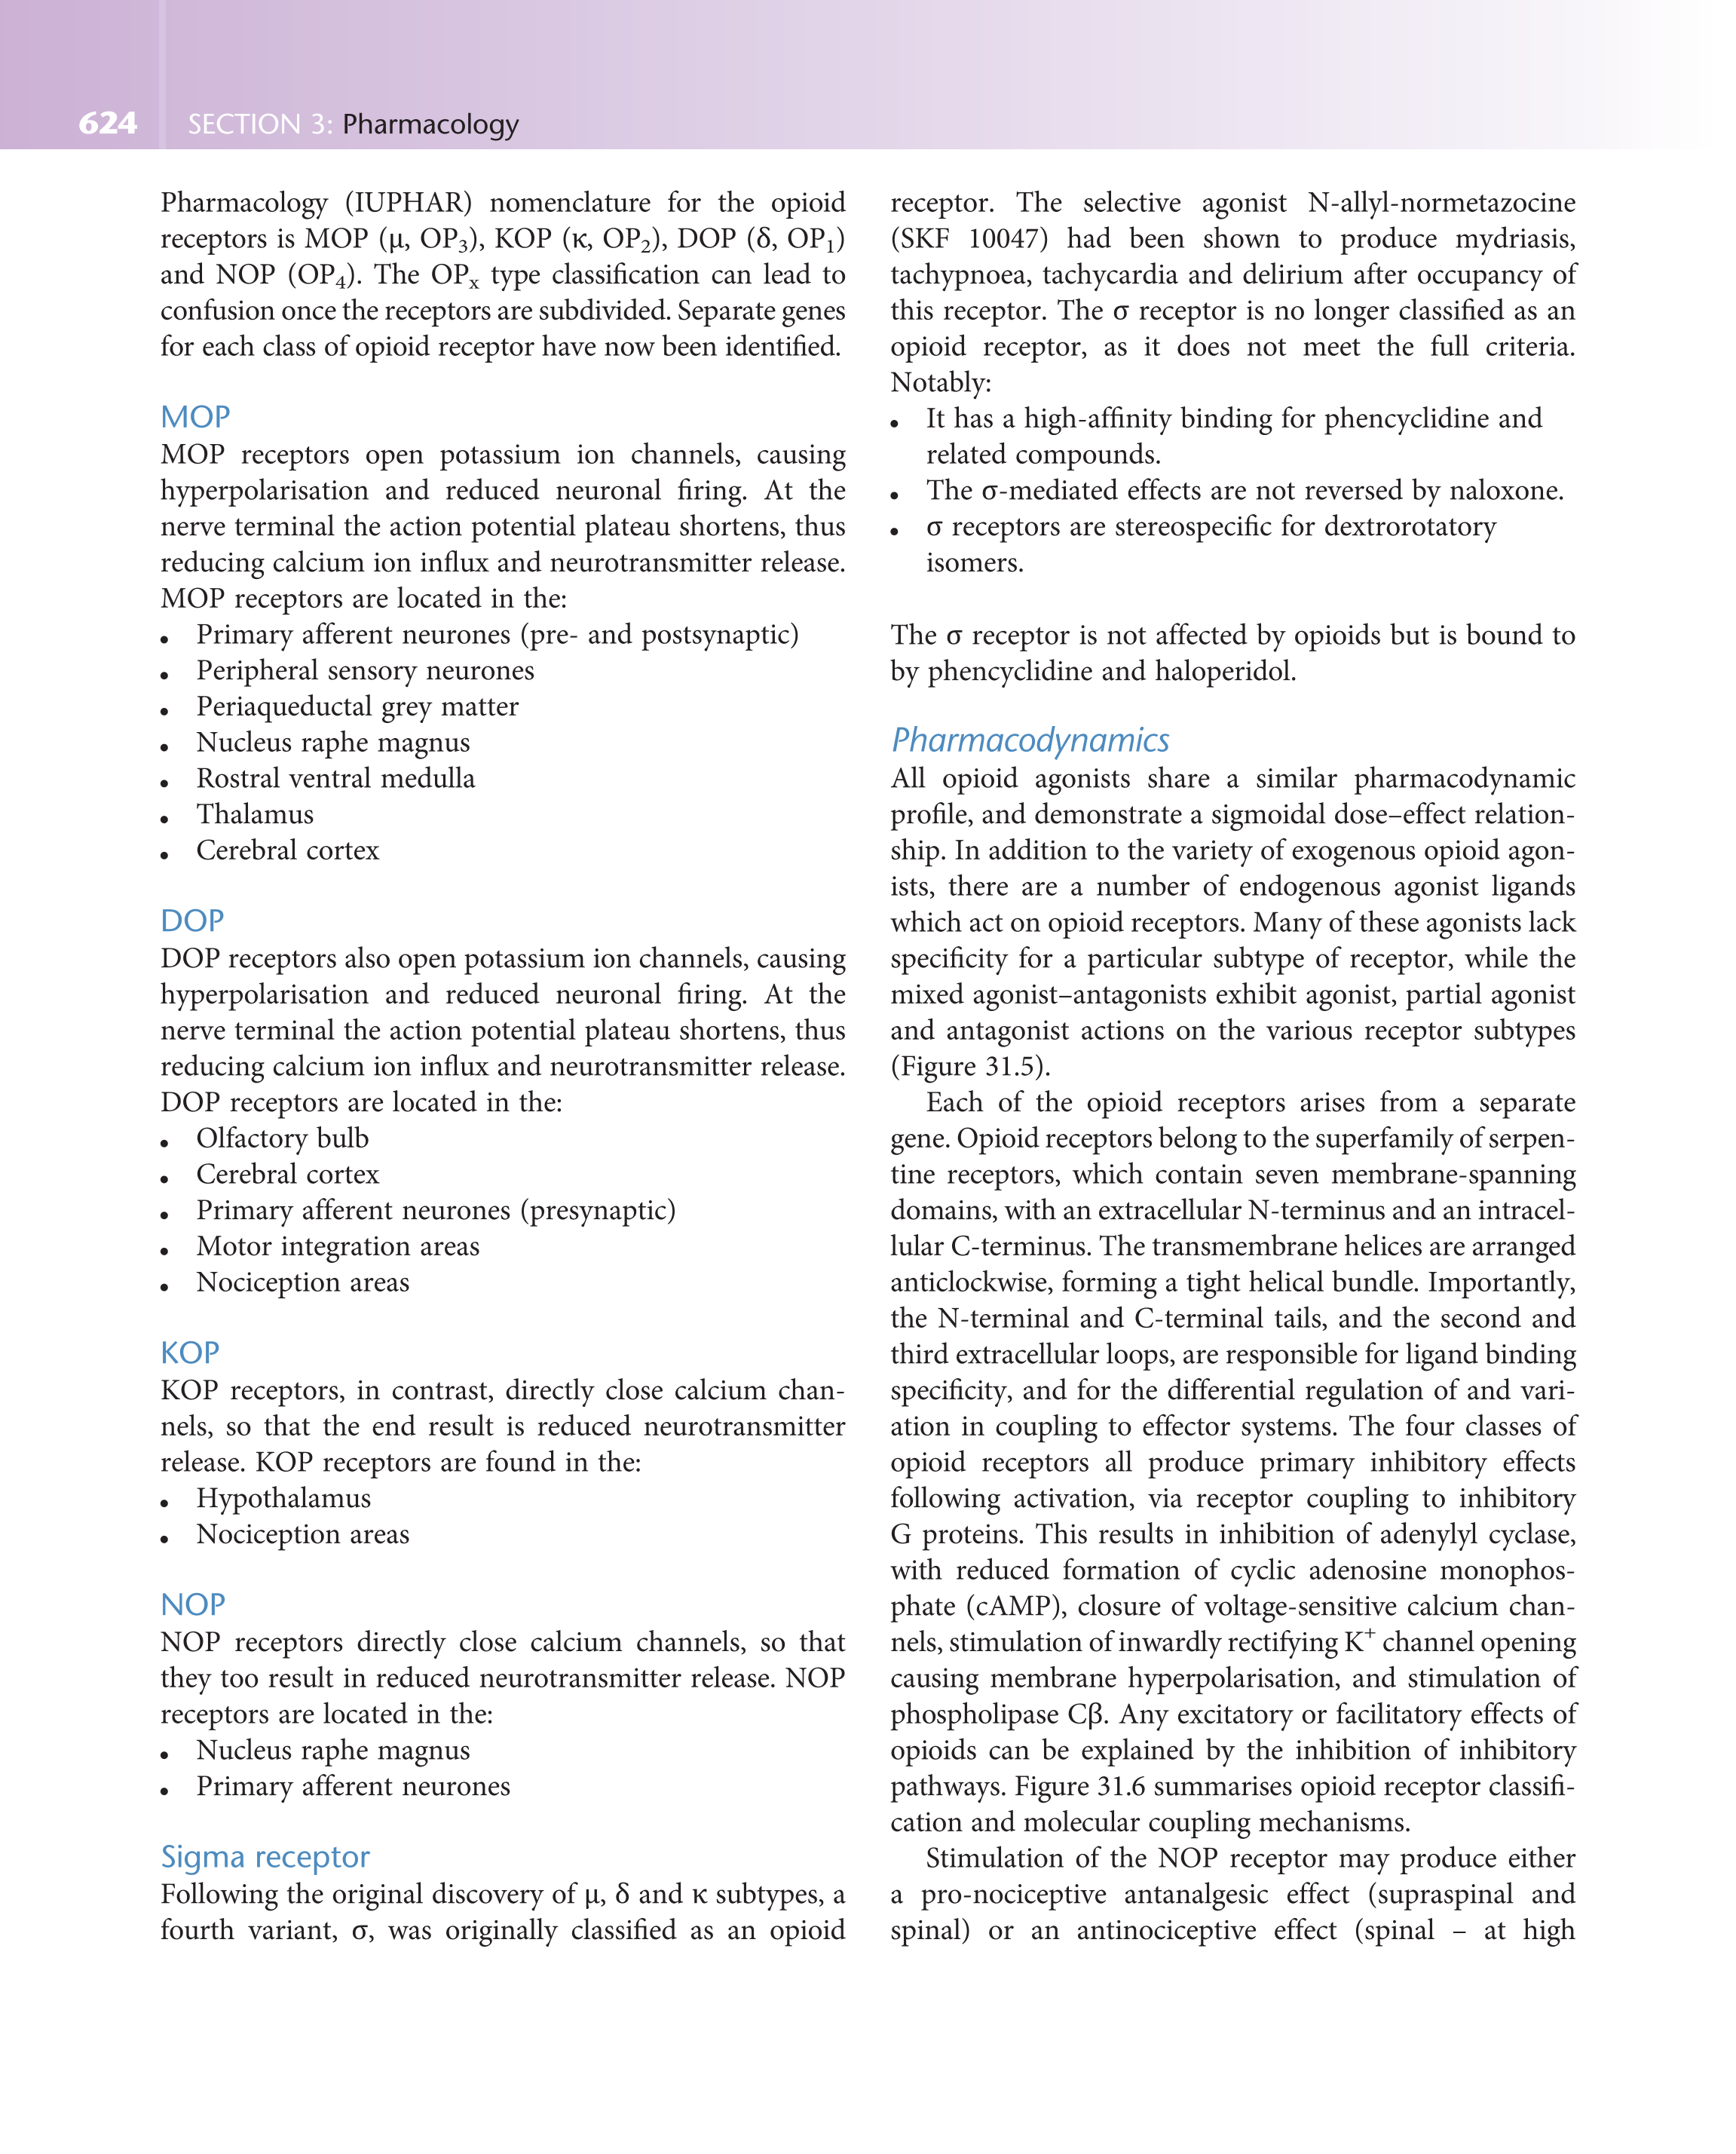 624 SECTION 3: Pharmacology
Pharmacology (IUPHAR) nomenclature for the opioid
receptors is MOP (μ, OP₃), KOP (κ, OP₂), DOP (δ, OP₁)
and NOP (OP₄). The OPₓ type classification can lead to
confusion once the receptors are subdivided. Separate genes
for each class of opioid receptor have now been identified.
MOP
MOP receptors open potassium ion channels, causing
hyperpolarisation and reduced neuronal firing. At the
nerve terminal the action potential plateau shortens, thus
reducing calcium ion influx and neurotransmitter release.
MOP receptors are located in the:
• Primary afferent neurones (pre- and postsynaptic)
• Peripheral sensory neurones
• Periaqueductal grey matter
• Nucleus raphe magnus
• Rostral ventral medulla
• Thalamus
• Cerebral cortex
DOP
DOP receptors also open potassium ion channels, causing
hyperpolarisation and reduced neuronal firing. At the
nerve terminal the action potential plateau shortens, thus
reducing calcium ion influx and neurotransmitter release.
DOP receptors are located in the:
• Olfactory bulb
• Cerebral cortex
• Primary afferent neurones (presynaptic)
• Motor integration areas
• Nociception areas
KOP
KOP receptors, in contrast, directly close calcium chan-
nels, so that the end result is reduced neurotransmitter
release. KOP receptors are found in the:
• Hypothalamus
• Nociception areas
NOP
NOP receptors directly close calcium channels, so that
they too result in reduced neurotransmitter release. NOP
receptors are located in the:
• Nucleus raphe magnus
• Primary afferent neurones
Sigma receptor
Following the original discovery of μ, δ and κ subtypes, a
fourth variant, σ, was originally classified as an opioid
receptor. The selective agonist N-allyl-normetazocine
(SKF 10047) had been shown to produce mydriasis,
tachypnoea, tachycardia and delirium after occupancy of
this receptor. The σ receptor is no longer classified as an
opioid receptor, as it does not meet the full criteria.
Notably:
• It has a high-affinity binding for phencyclidine and
related compounds.
• The σ-mediated effects are not reversed by naloxone.
• σ receptors are stereospecific for dextrorotatory
isomers.
The σ receptor is not affected by opioids but is bound to
by phencyclidine and haloperidol.
Pharmacodynamics
All opioid agonists share a similar pharmacodynamic
profile, and demonstrate a sigmoidal dose–effect relation-
ship. In addition to the variety of exogenous opioid agon-
ists, there are a number of endogenous agonist ligands
which act on opioid receptors. Many of these agonists lack
specificity for a particular subtype of receptor, while the
mixed agonist–antagonists exhibit agonist, partial agonist
and antagonist actions on the various receptor subtypes
(Figure 31.5).
Each of the opioid receptors arises from a separate
gene. Opioid receptors belong to the superfamily of serpen-
tine receptors, which contain seven membrane-spanning
domains, with an extracellular N-terminus and an intracel-
lular C-terminus. The transmembrane helices are arranged
anticlockwise, forming a tight helical bundle. Importantly,
the N-terminal and C-terminal tails, and the second and
third extracellular loops, are responsible for ligand binding
specificity, and for the differential regulation of and vari-
ation in coupling to effector systems. The four classes of
opioid receptors all produce primary inhibitory effects
following activation, via receptor coupling to inhibitory
G proteins. This results in inhibition of adenylyl cyclase,
with reduced formation of cyclic adenosine monophos-
phate (cAMP), closure of voltage-sensitive calcium chan-
nels, stimulation of inwardly rectifying K⁺ channel opening
causing membrane hyperpolarisation, and stimulation of
phospholipase Cβ. Any excitatory or facilitatory effects of
opioids can be explained by the inhibition of inhibitory
pathways. Figure 31.6 summarises opioid receptor classifi-
cation and molecular coupling mechanisms.
Stimulation of the NOP receptor may produce either
a pro-nociceptive antanalgesic effect (supraspinal and
spinal) or an antinociceptive effect (spinal – at high